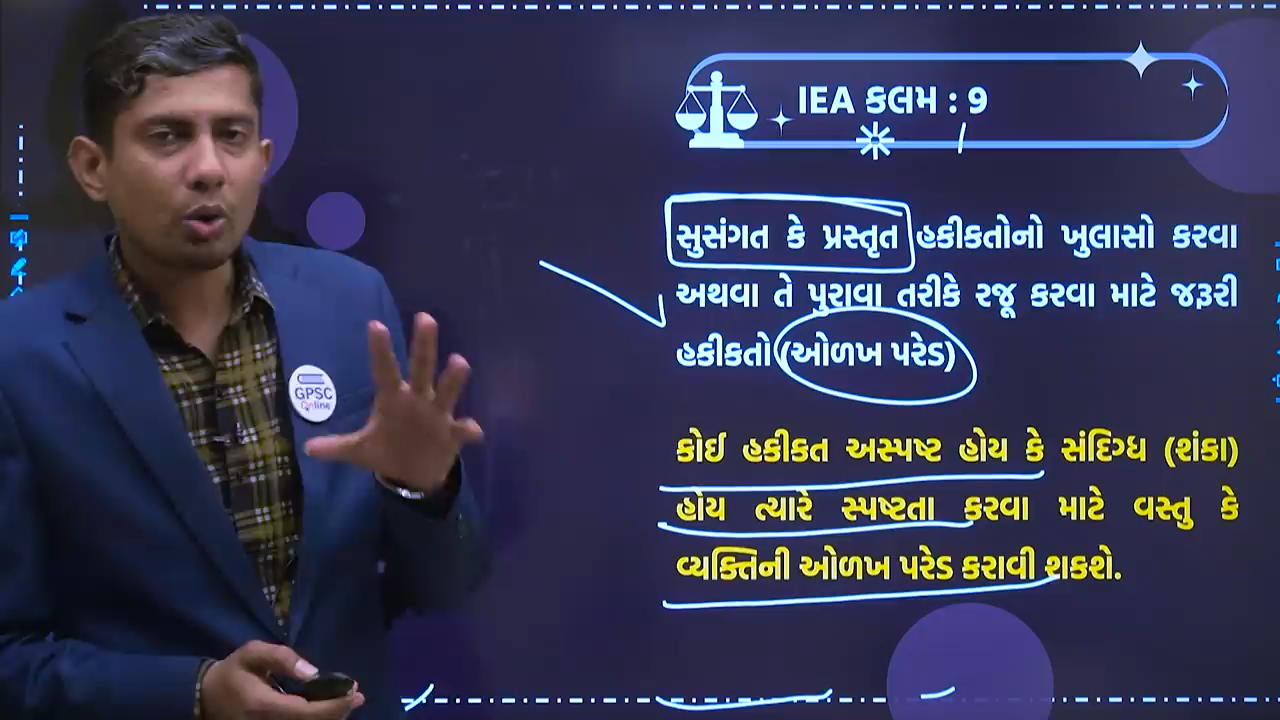 IEA કલમ : 9
સુસંગત કે પ્રસ્તૃત હકીકતોનો ખુલાસો કરવા
અથવા તે પુરાવા તરીકે રજૂ કરવા માટે જરૂરી
હકીકતો (ઓળખ પરેડ)
કોઈ હકીકત અસ્પષ્ટ હોય કે સંદિગ્ધ (શંકા)
હોય ત્યારે સ્પષ્ટતા કરવા માટે વસ્તુ કે
વ્યક્તિની ઓળખ પરેડ કરાવી શકશે.
GPSC
Online